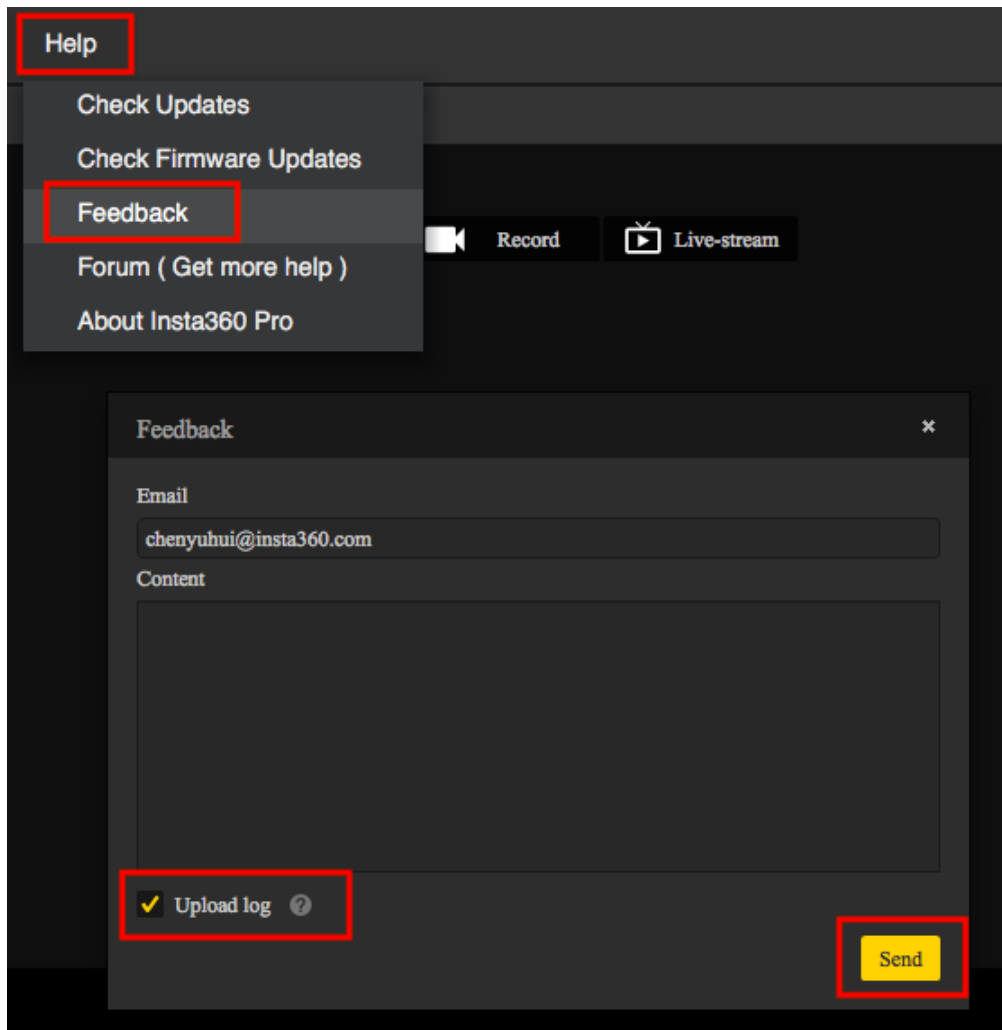 Help
Check Updates
Check Firmware Updates
Feedback
Record
Live-stream
Forum ( Get more help )
About Insta360 Pro
Feedback
Email
chenyuhui@insta360.com
Content
Upload log
Send